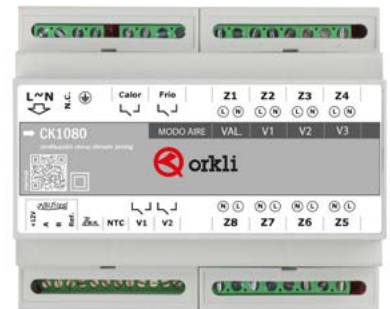 L~N N.C. Calor Frio Z1 Z2 Z3 Z4
L N L N L N L N
CK1080 MODO AIRE VAL. V1 V2 V3
orkli
N L N L N L N L
+12V A B Ref. NTC V1 V2 Z8 Z7 Z6 Z5